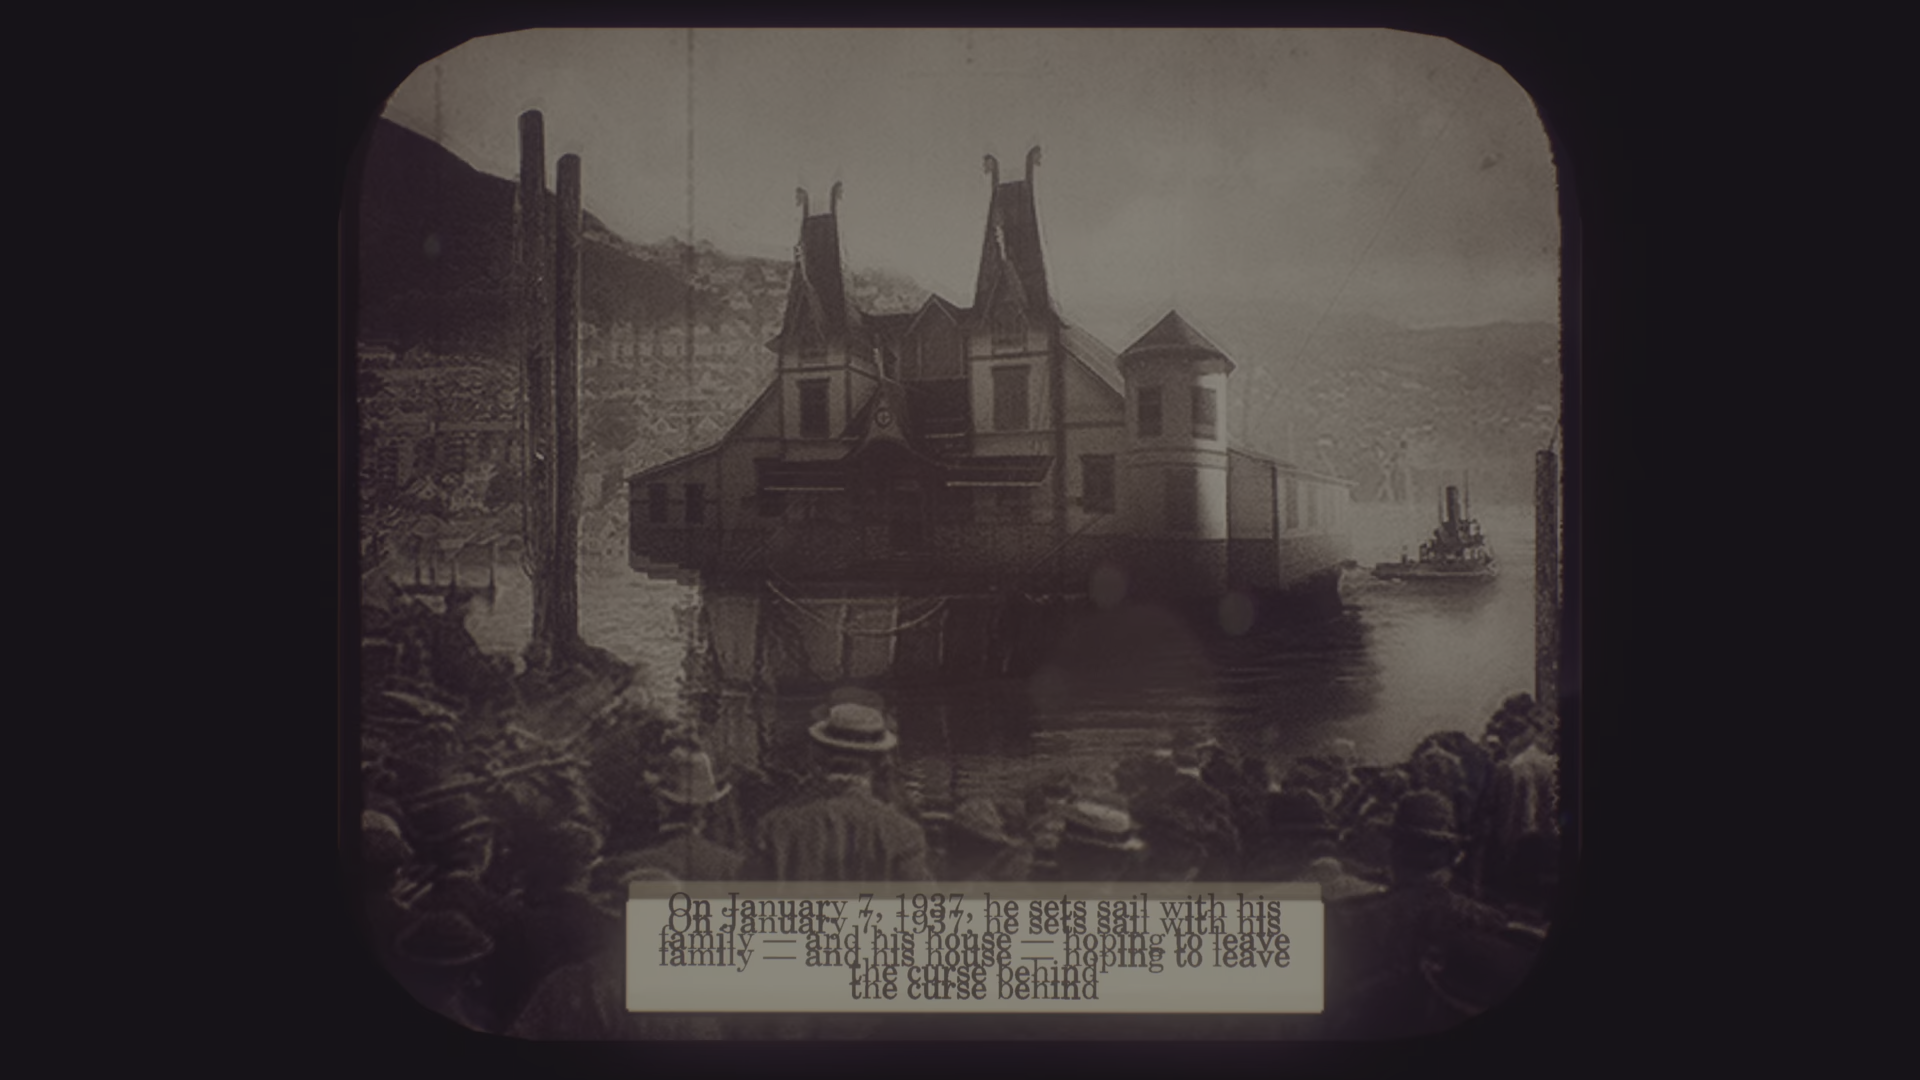 On January 7, 1937, he sets sail with his
family — and his house — hoping to leave
the curse behind